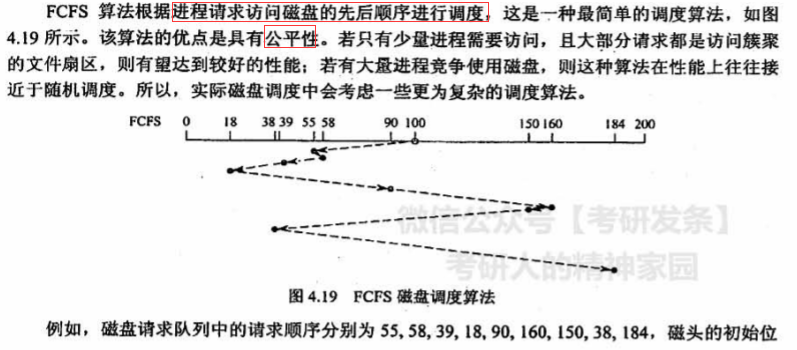 FCFS 算法根据进程请求访问磁盘的先后顺序进行调度，这是一种最简单的调度算法，如图
4.19 所示。该算法的优点是具有公平性。若只有少量进程需要访问，且大部分请求都是访问簇聚
的文件扇区，则有望达到较好的性能；若有大量进程竞争使用磁盘，则这种算法在性能上往往接
近于随机调度。所以，实际磁盘调度中会考虑一些更为复杂的调度算法。
FCFS 0 18 38 39 55 58 90 100 150 160 184 200
微信公众号【考研发条】
考研人的精神家园
图 4.19 FCFS 磁盘调度算法
例如，磁盘请求队列中的请求顺序分别为 55, 58, 39, 18, 90, 160, 150, 38, 184，磁头的初始位